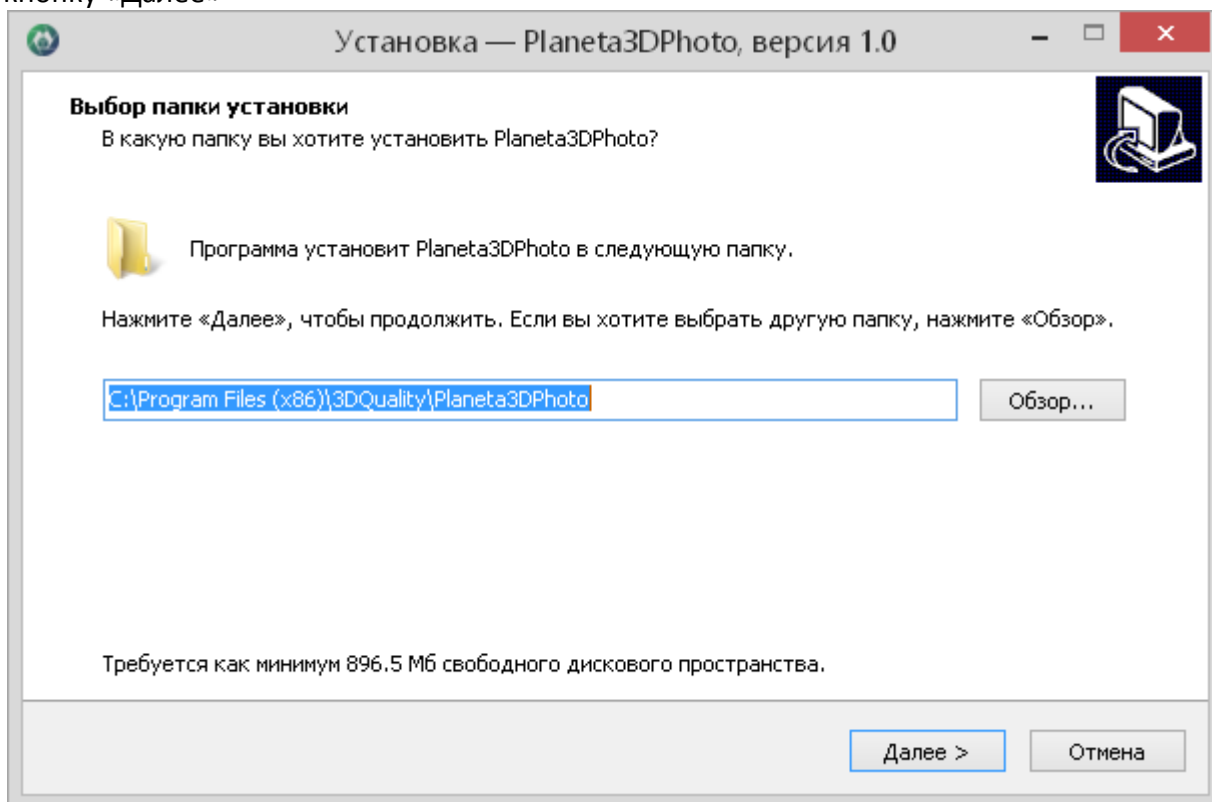 кнопку «Далее»
Установка — Planeta3DPhoto, версия 1.0
Выбор папки установки
В какую папку вы хотите установить Planeta3DPhoto?
Программа установит Planeta3DPhoto в следующую папку.
Нажмите «Далее», чтобы продолжить. Если вы хотите выбрать другую папку, нажмите «Обзор».
C:\Program Files (x86)\3DQuality\Planeta3DPhoto
Обзор...
Требуется как минимум 896.5 Мб свободного дискового пространства.
Далее >
Отмена